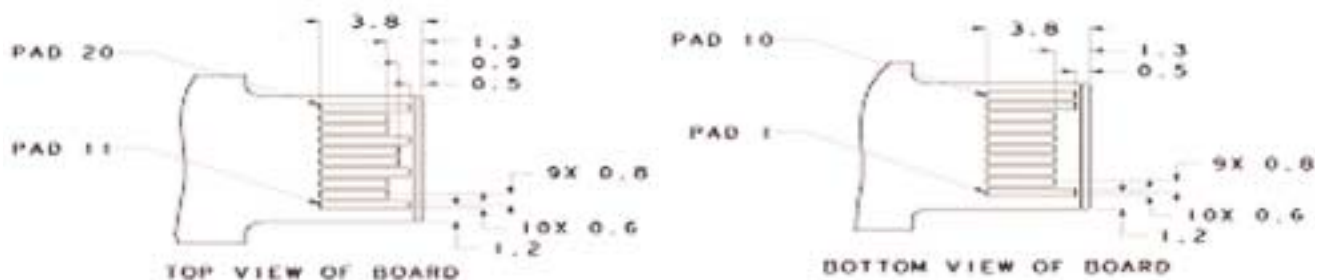 3.8
PAD 20
1.3
0.9
0.5
PAD 11
9X 0.8
10X 0.6
1.2
TOP VIEW OF BOARD
3.8
PAD 10
1.3
0.5
PAD 1
9X 0.8
10X 0.6
1.2
BOTTOM VIEW OF BOARD